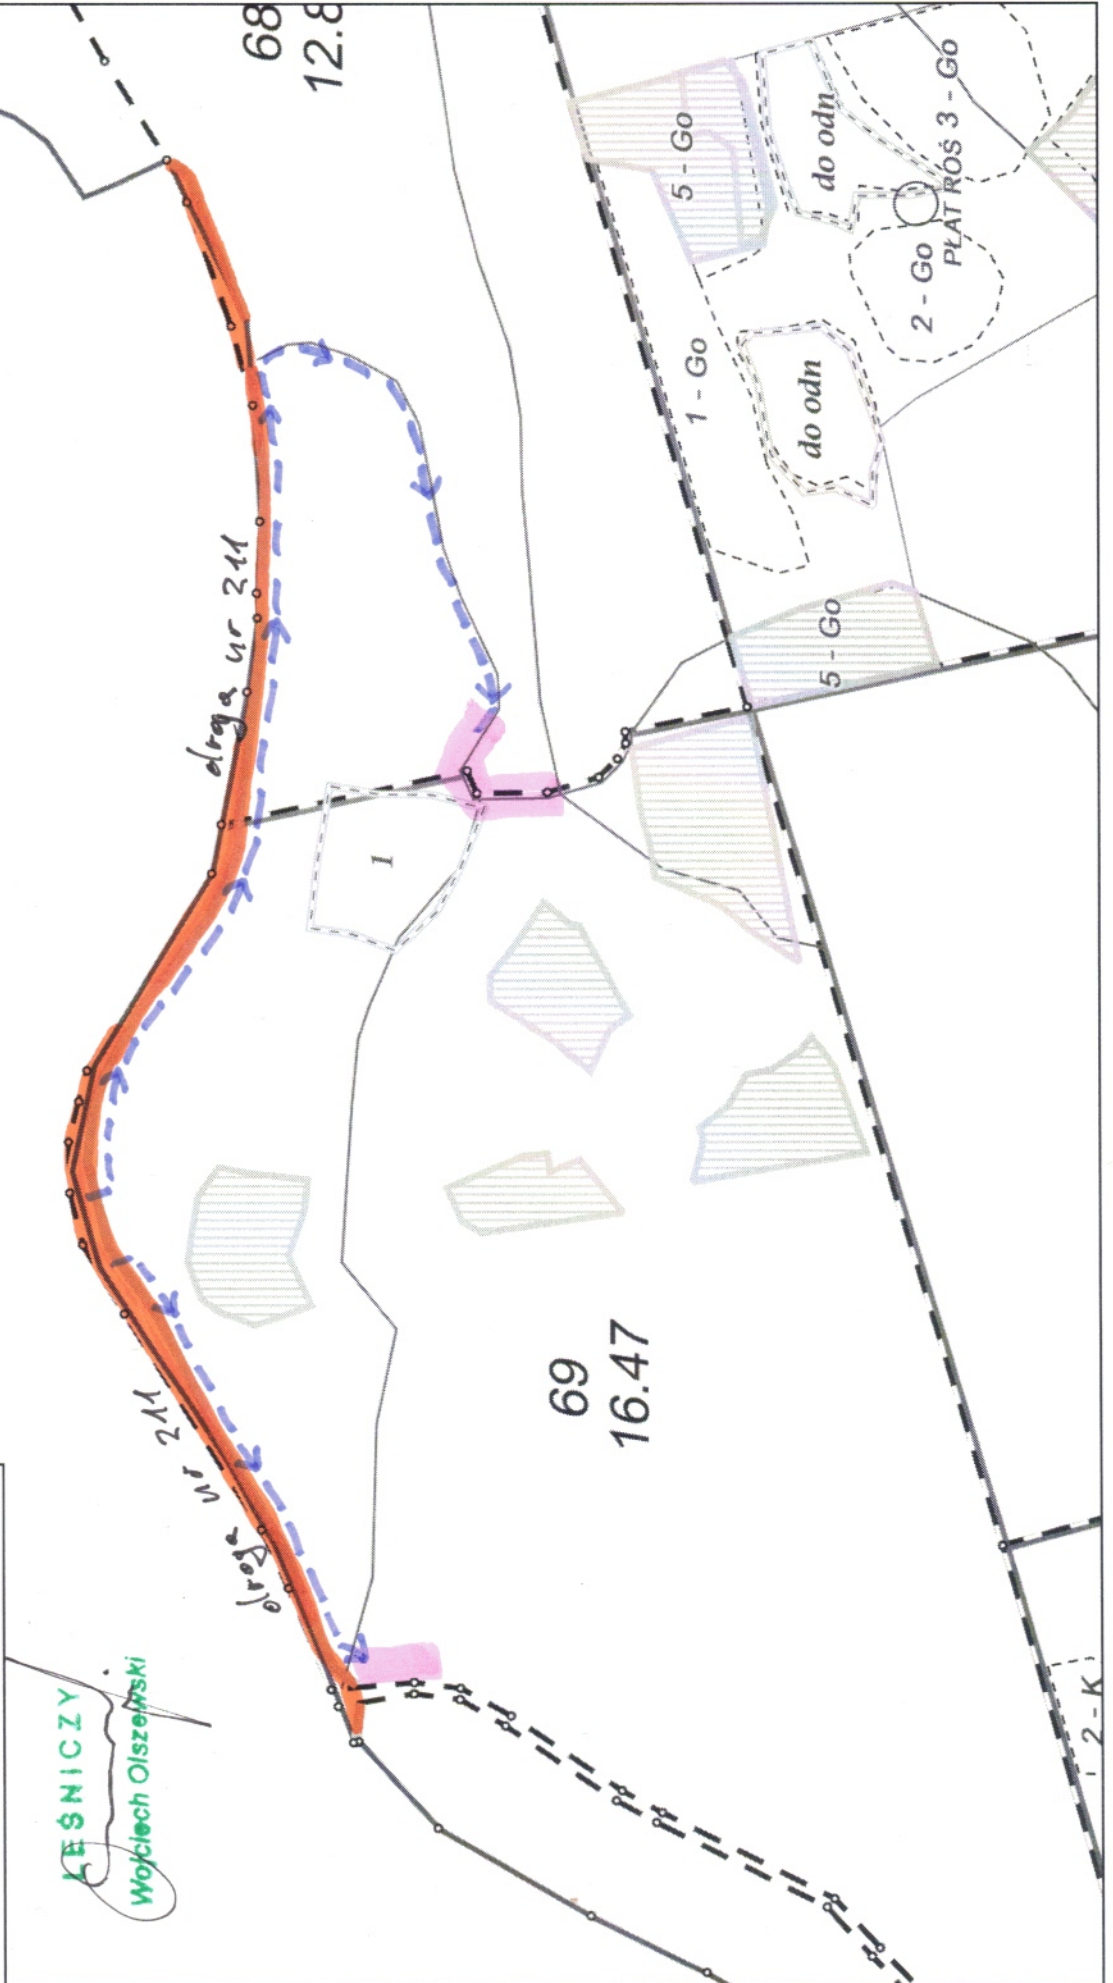 68
12.8
5 - Go
do odn
3 - Go
PŁAT ROŚ
2 - Go
1 - Go
do odn
droga nr 211
5 - Go
1
69
16.47
droga nr 211
LEŚNICZY
Wojciech Olszewski
2 - K